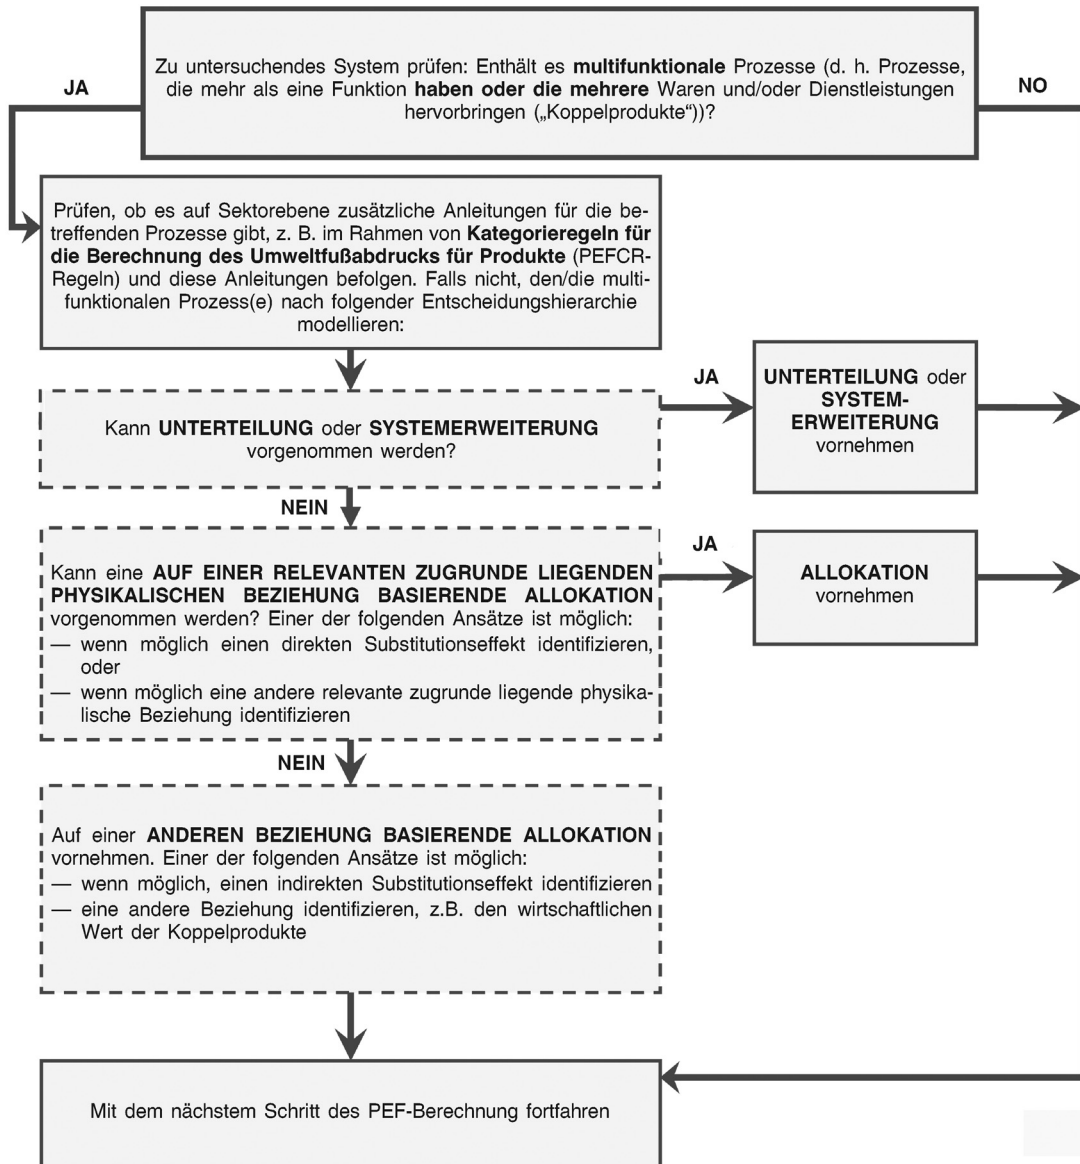 Zu untersuchendes System prüfen: Enthält es multifunktionale Prozesse (d. h. Prozesse,
die mehr als eine Funktion haben oder die mehrere Waren und/oder Dienstleistungen
hervorbringen („Koppelprodukte“))?
JA
NO
Prüfen, ob es auf Sektorebene zusätzliche Anleitungen für die be-
treffenden Prozesse gibt, z. B. im Rahmen von Kategorieregeln für
die Berechnung des Umweltfußabdrucks für Produkte (PEFCR-
Regeln) und diese Anleitungen befolgen. Falls nicht, den/die multi-
funktionalen Prozess(e) nach folgender Entscheidungshierarchie
modellieren:
Kann UNTERTEILUNG oder SYSTEMERWEITERUNG
vorgenommen werden?
JA
UNTERTEILUNG oder
SYSTEM-
ERWEITERUNG
vornehmen
NEIN
Kann eine AUF EINER RELEVANTEN ZUGRUNDE LIEGENDEN
PHYSIKALISCHEN BEZIEHUNG BASIERENDE ALLOKATION
vorgenommen werden? Einer der folgenden Ansätze ist möglich:
— wenn möglich einen direkten Substitutionseffekt identifizieren,
oder
— wenn möglich eine andere relevante zugrunde liegende physika-
lische Beziehung identifizieren
JA
ALLOKATION
vornehmen
NEIN
Auf einer ANDEREN BEZIEHUNG BASIERENDE ALLOKATION
vornehmen. Einer der folgenden Ansätze ist möglich:
— wenn möglich, einen indirekten Substitutionseffekt identifizieren
— eine andere Beziehung identifizieren, z.B. den wirtschaftlichen
Wert der Koppelprodukte
Mit dem nächstem Schritt des PEF-Berechnung fortfahren